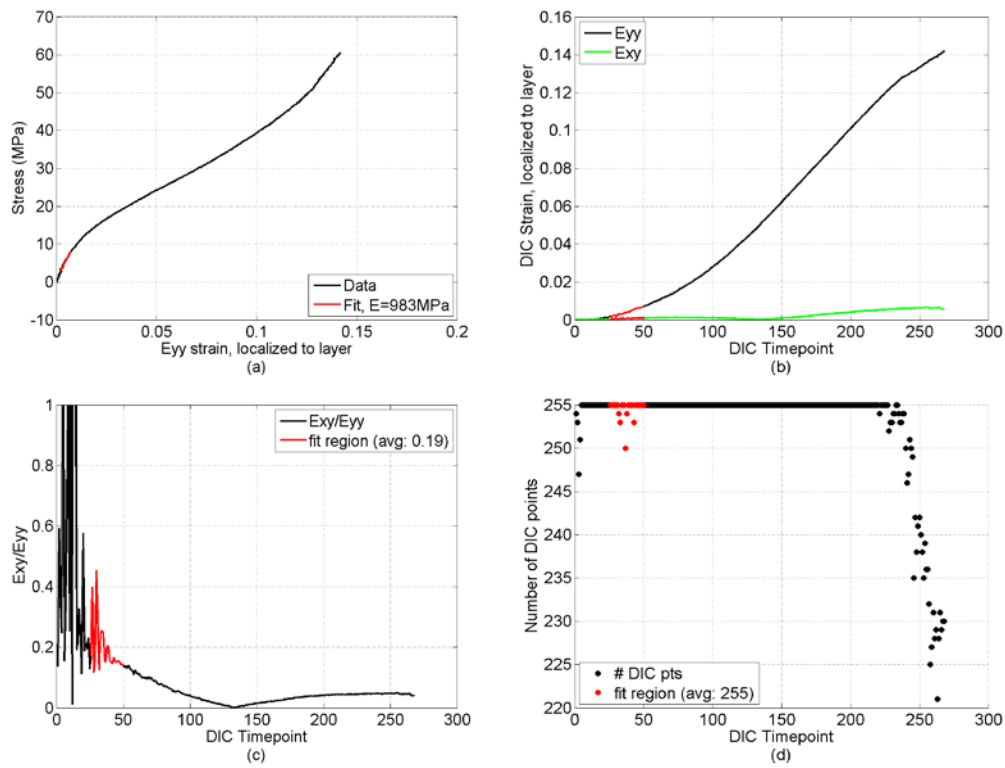 70
60
50
40
30
20
10
0
-10
Stress (MPa)
Data
Fit, E=983MPa
0
0.05
0.1
0.15
0.2
Eyy strain, localized to layer
(a)
0.16
0.14
0.12
0.1
0.08
0.06
0.04
0.02
0
DIC Strain, localized to layer
Eyy
Exy
0
50
100
150
200
250
300
DIC Timepoint
(b)
1
0.8
0.6
0.4
0.2
0
Exy/Eyy
Exy/Eyy
fit region (avg: 0.19)
0
50
100
150
200
250
300
DIC Timepoint
(c)
255
250
245
240
235
230
225
220
Number of DIC points
# DIC pts
fit region (avg: 255)
0
50
100
150
200
250
300
DIC Timepoint
(d)